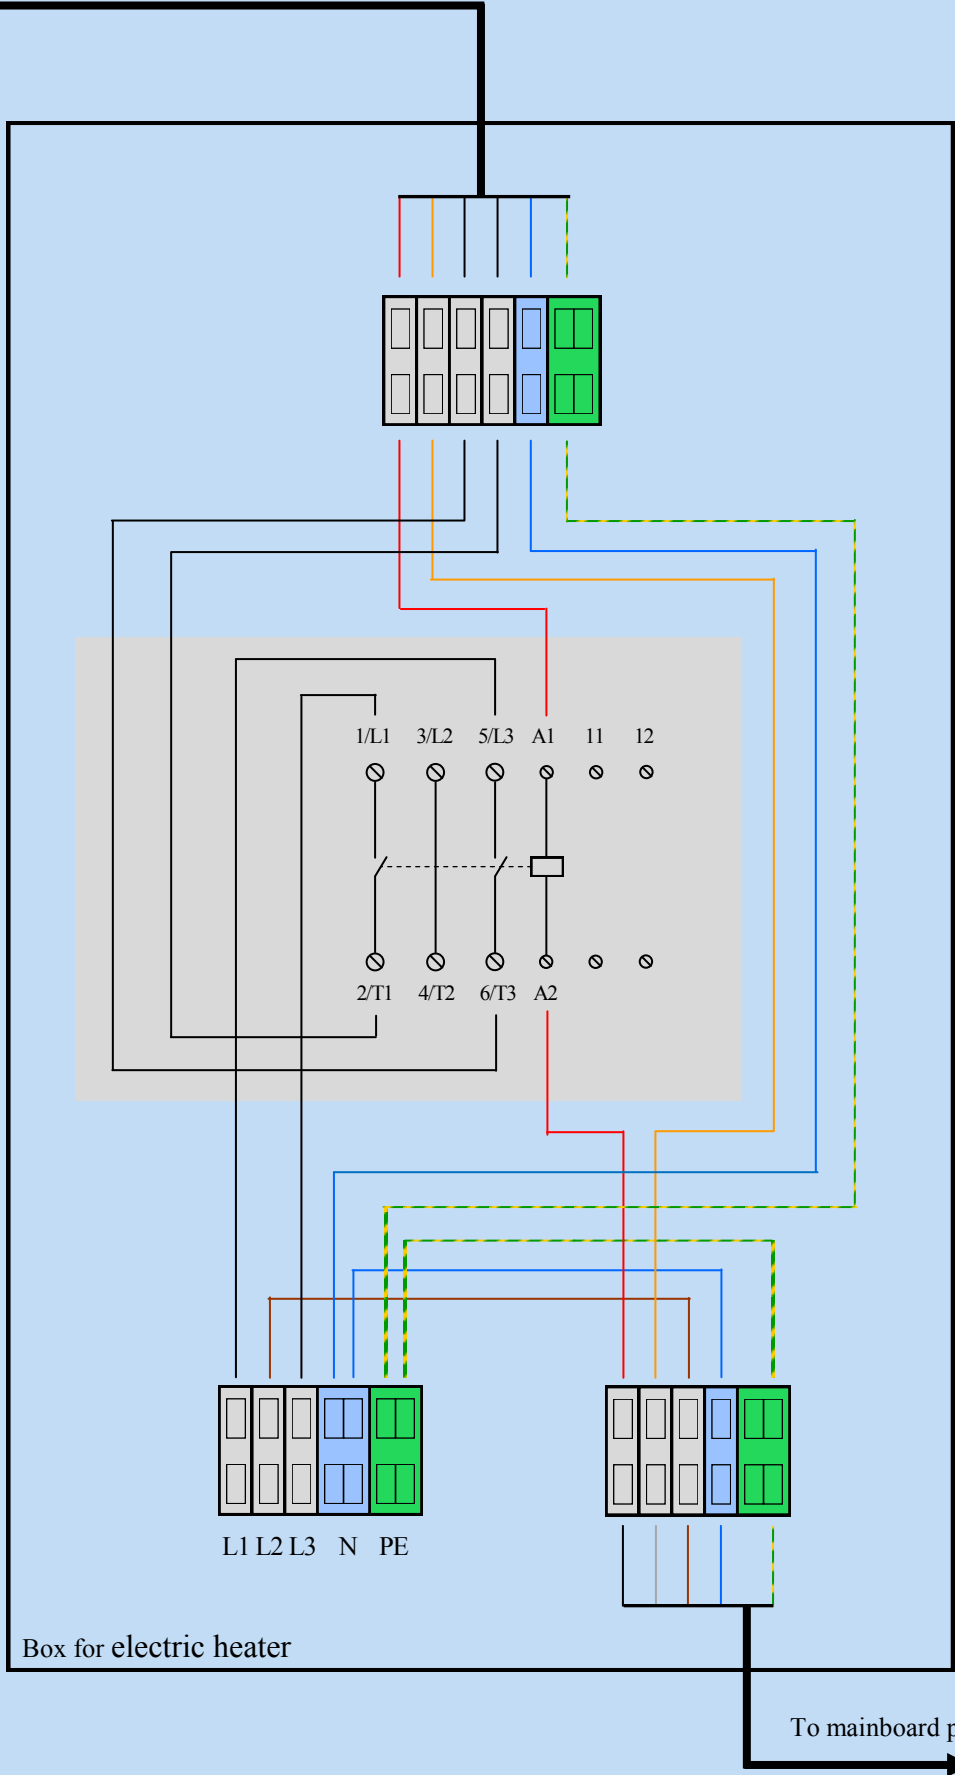 1/L1 3/L2 5/L3 A1 11 12
2/T1 4/T2 6/T3 A2
L1 L2 L3 N PE
Box for electric heater
To mainboard p